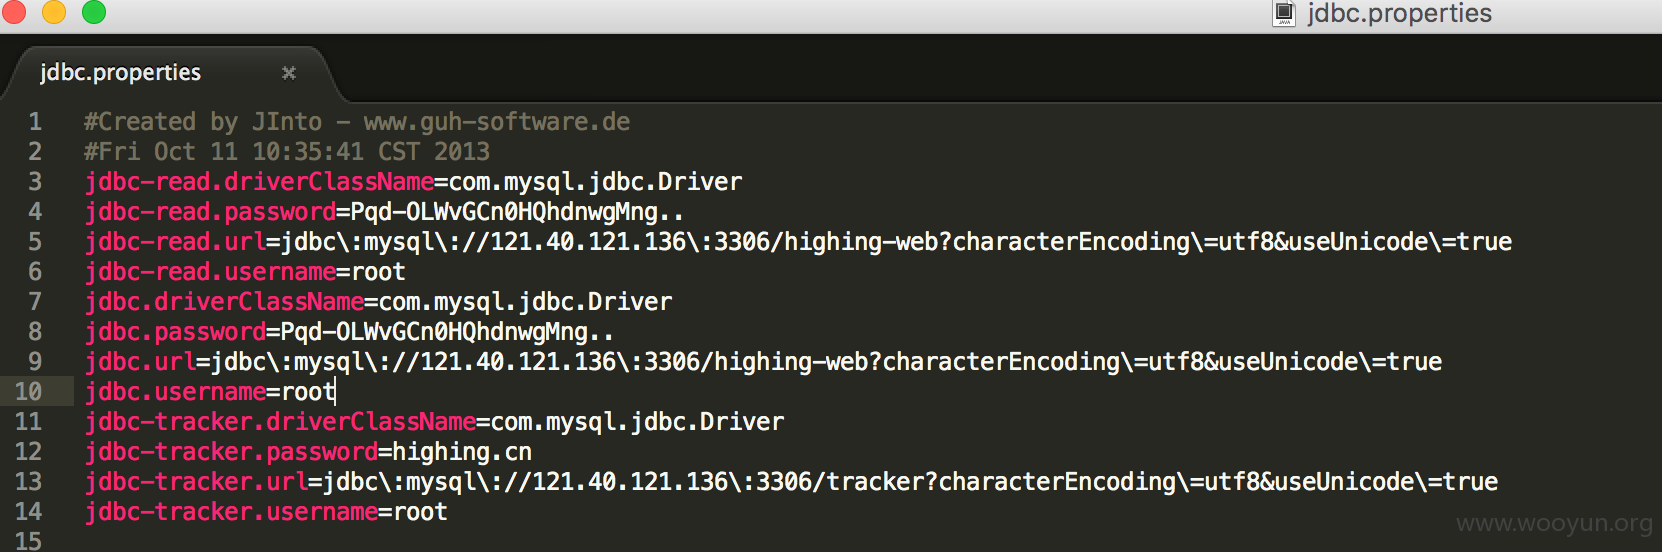 jdbc.properties
jdbc.properties
1 #Created by JInto - www.guh-software.de
2 #Fri Oct 11 10:35:41 CST 2013
3 jdbc-read.driverClassName=com.mysql.jdbc.Driver
4 jdbc-read.password=Pqd-OLWvGCn0HQhdnwgMng..
5 jdbc-read.url=jdbc\:mysql\://121.40.121.136\:3306/highing-web?characterEncoding\=utf8&useUnicode\=true
6 jdbc-read.username=root
7 jdbc.driverClassName=com.mysql.jdbc.Driver
8 jdbc.password=Pqd-OLWvGCn0HQhdnwgMng..
9 jdbc.url=jdbc\:mysql\://121.40.121.136\:3306/highing-web?characterEncoding\=utf8&useUnicode\=true
10 jdbc.username=root
11 jdbc-tracker.driverClassName=com.mysql.jdbc.Driver
12 jdbc-tracker.password=highing.cn
13 jdbc-tracker.url=jdbc\:mysql\://121.40.121.136\:3306/tracker?characterEncoding\=utf8&useUnicode\=true
14 jdbc-tracker.username=root
15
www.wooyun.org